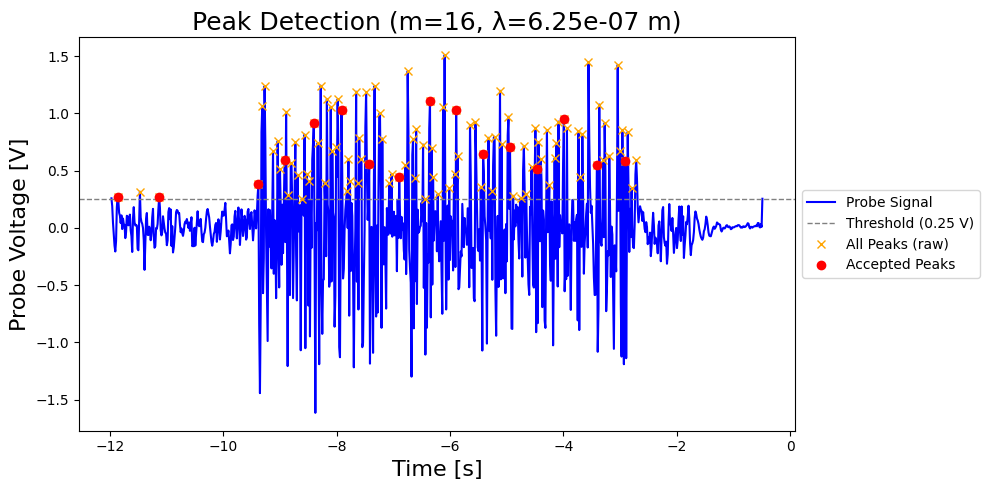 Peak Detection (m=16, λ=6.25e-07 m)
Probe Voltage [V]
1.5
1.0
0.5
0.0
−0.5
−1.0
−1.5
−12
−10
−8
−6
−4
−2
0
Time [s]
Probe Signal
Threshold (0.25 V)
All Peaks (raw)
Accepted Peaks